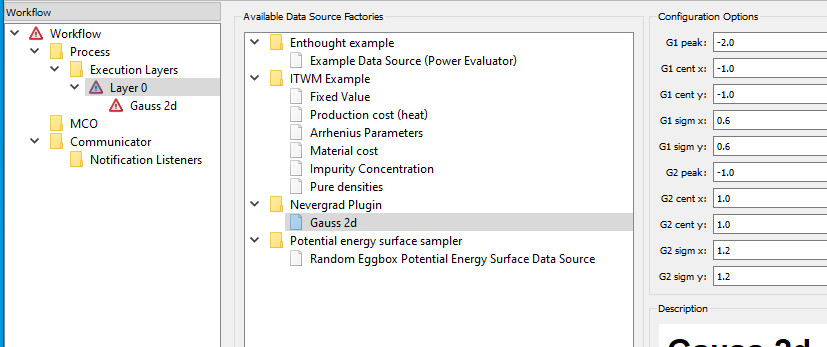 Workflow
Workflow
Process
Execution Layers
Layer 0
Gauss 2d
MCO
Communicator
Notification Listeners
Available Data Source Factories
Enthought example
Example Data Source (Power Evaluator)
ITWM Example
Fixed Value
Production cost (heat)
Arrhenius Parameters
Material cost
Impurity Concentration
Pure densities
Nevergrad Plugin
Gauss 2d
Potential energy surface sampler
Random Eggbox Potential Energy Surface Data Source
Configuration Options
G1 peak: -2.0
G1 cent x: -1.0
G1 cent y: -1.0
G1 sigm x: 0.6
G1 sigm y: 0.6
G2 peak: -1.0
G2 cent x: 1.0
G2 cent y: 1.0
G2 sigm x: 1.2
G2 sigm y: 1.2
Description
Gauss 2d